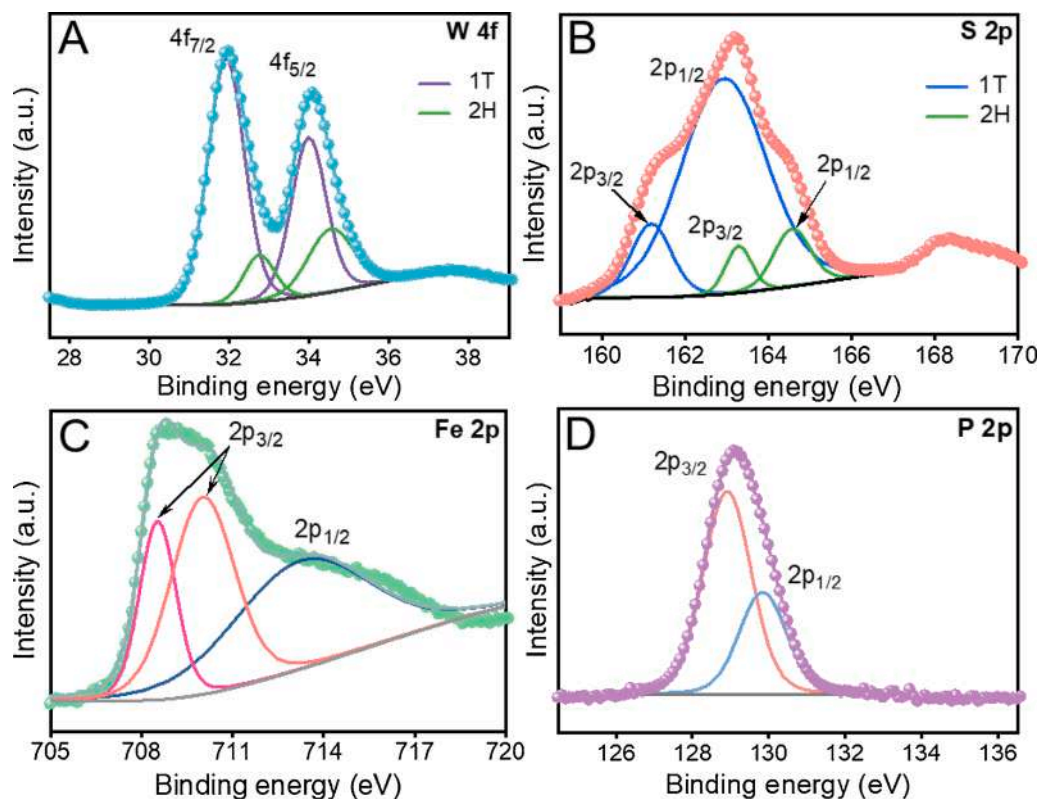 A
W 4f
4f7/2
4f5/2
1T
2H
Intensity (a.u.)
28 30 32 34 36 38
Binding energy (eV)
B
S 2p
2p1/2
1T
2H
2p3/2
2p3/2
2p1/2
Intensity (a.u.)
160 162 164 166 168 170
Binding energy (eV)
C
Fe 2p
2p3/2
2p1/2
Intensity (a.u.)
705 708 711 714 717 720
Binding energy (eV)
D
P 2p
2p3/2
2p1/2
Intensity (a.u.)
126 128 130 132 134 136
Binding energy (eV)